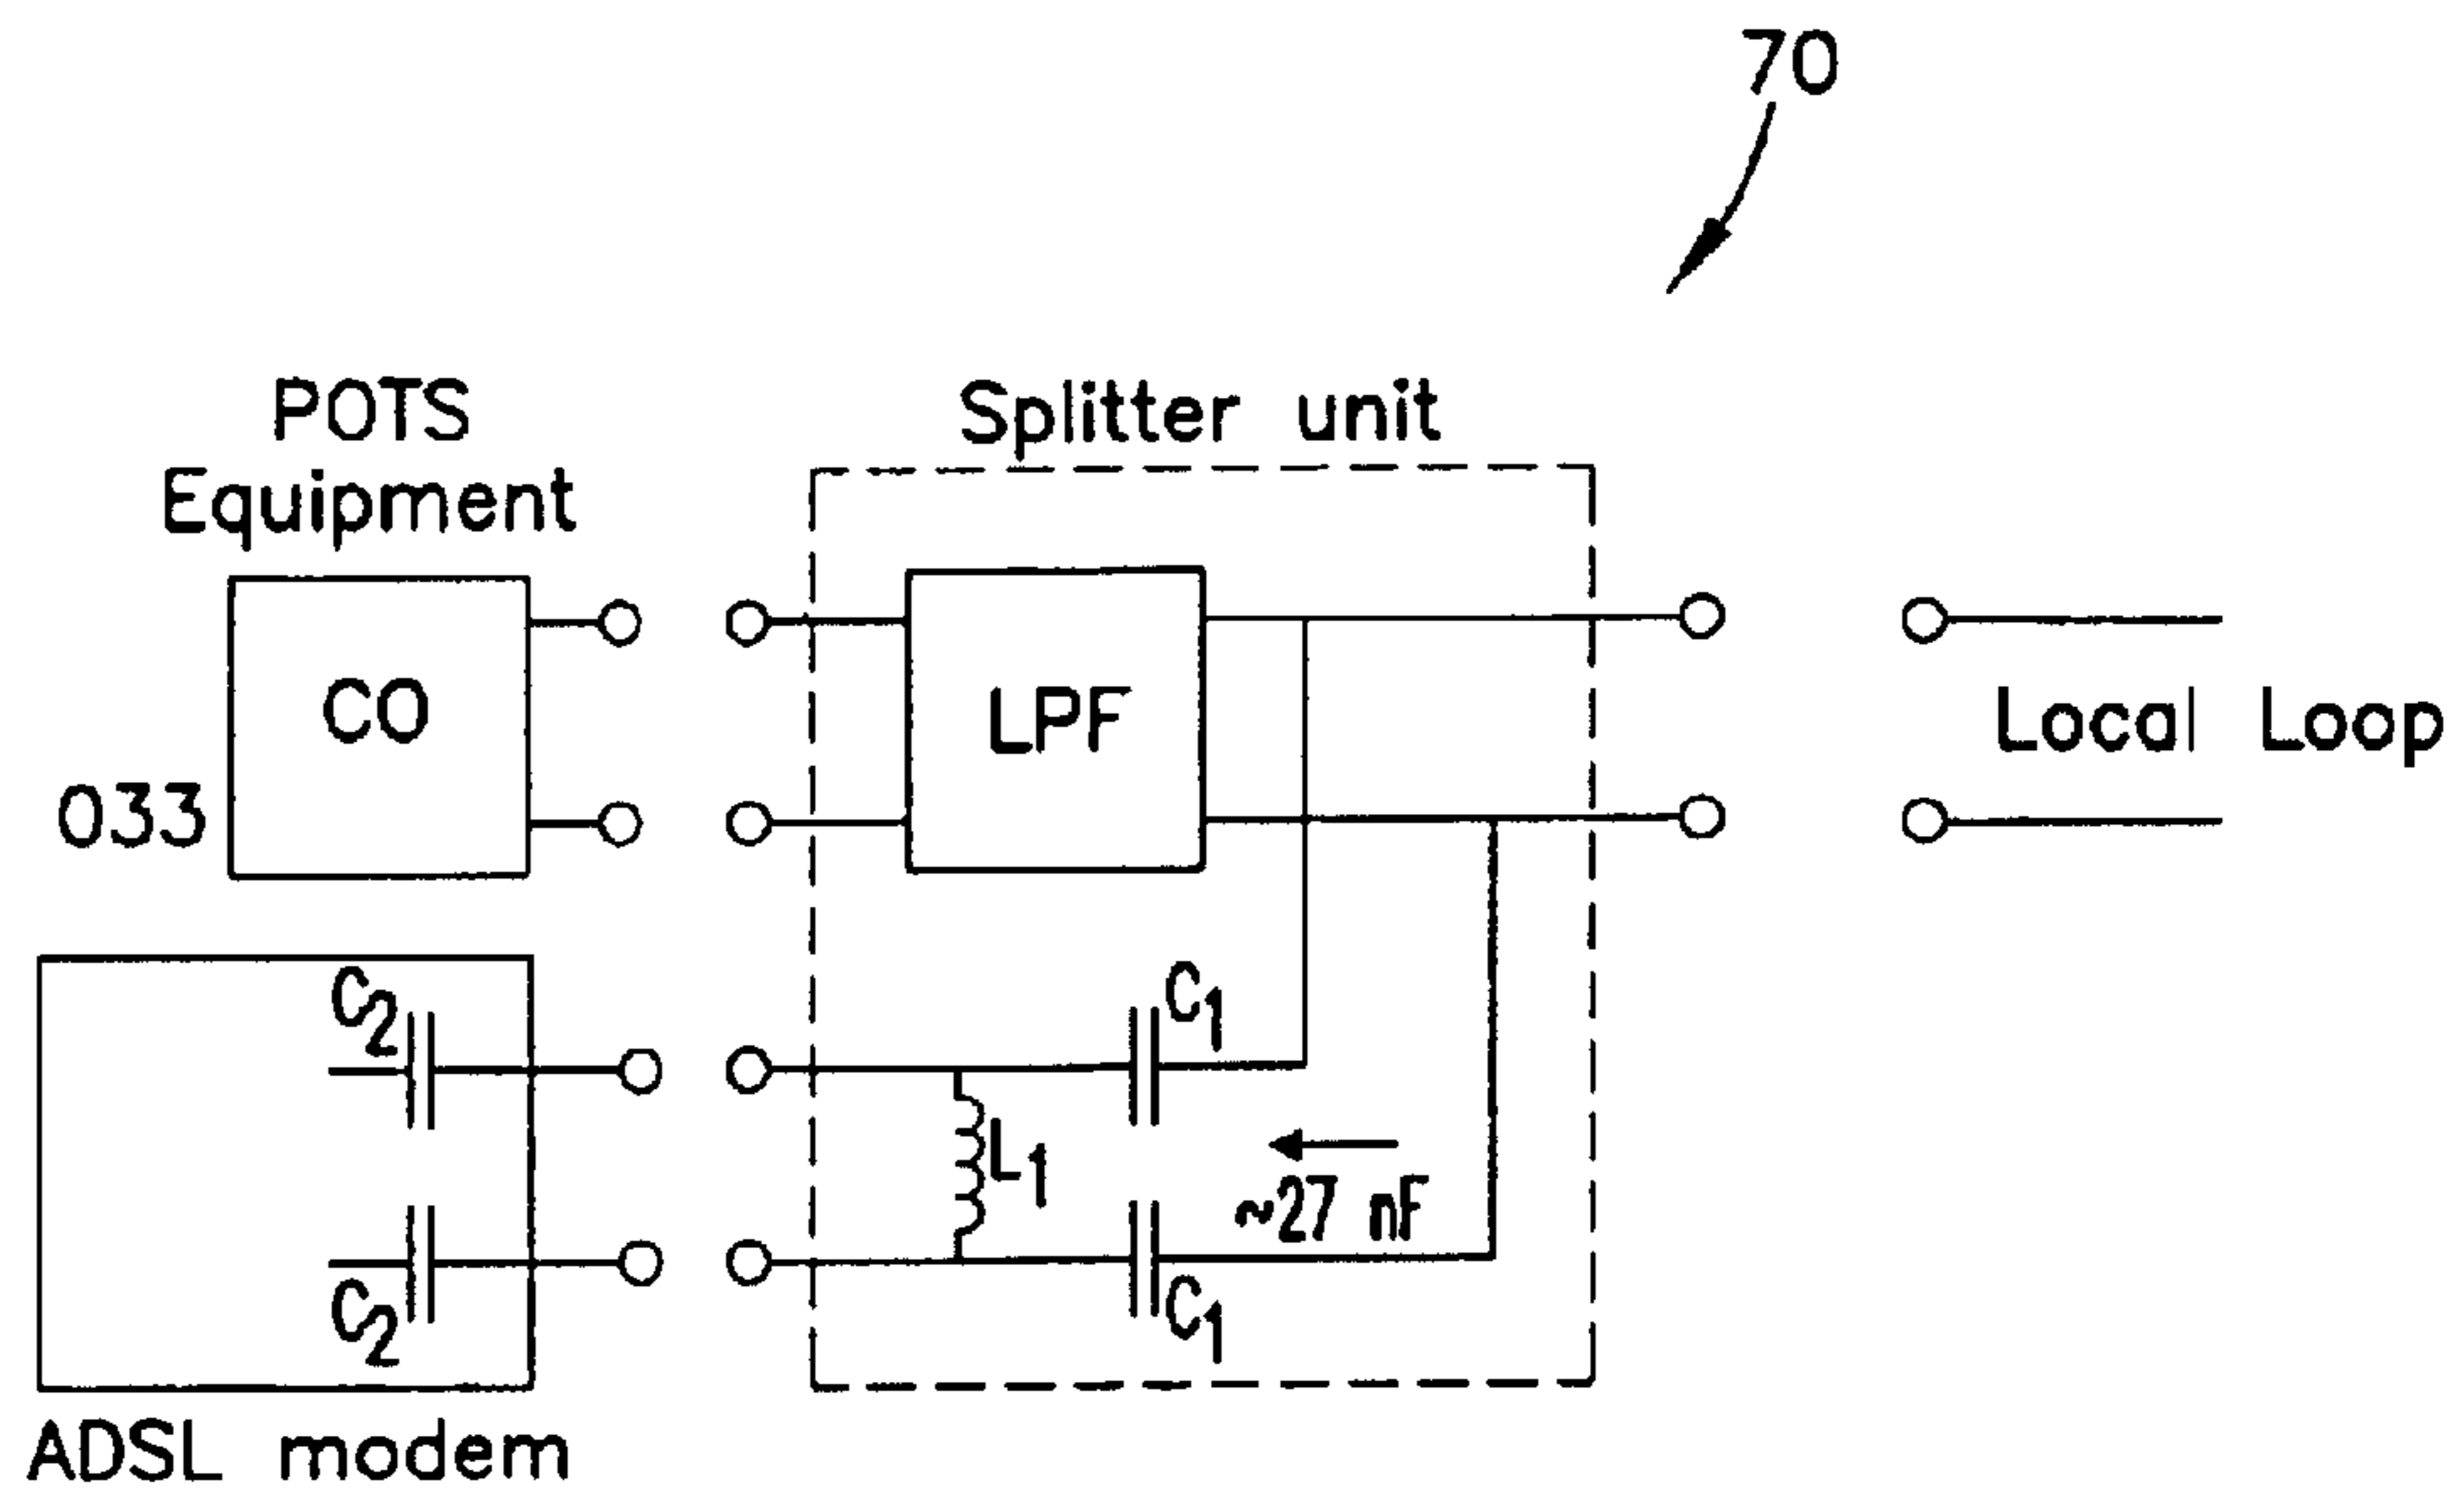 70
POTS
Equipment
Splitter unit
CO
LPF
Local Loop
033
C2
C1
L1
~27 nF
C2
C1
ADSL modem